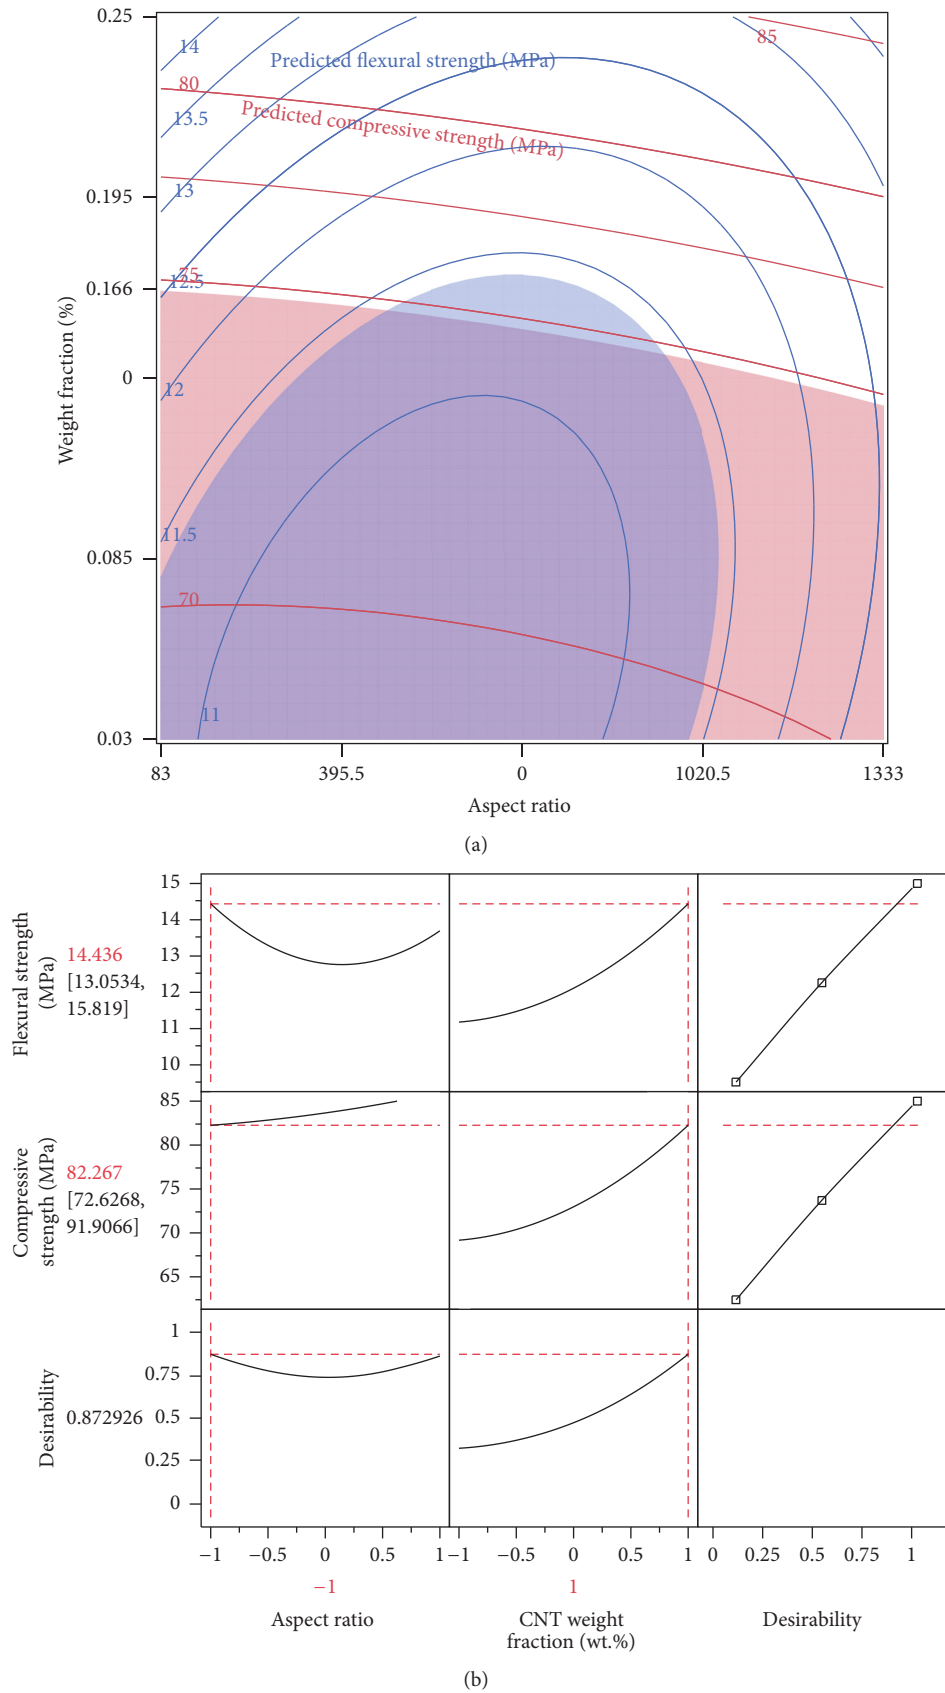 0.25
14
Predicted flexural strength (MPa)
85
80
Predicted compressive strength (MPa)
13.5
0.195
13
75
12.5
0.166
Weight fraction (%)
0
12
11.5
0.085
70
11
0.03
83
395.5
0
1020.5
1333
Aspect ratio
(a)
Flexural strength
(MPa)
14.436
[13.0534,
15.819]
15
14
13
12
11
10
Compressive
strength (MPa)
82.267
[72.6268,
91.9066]
85
80
75
70
65
Desirability
0.872926
1
0.75
0.5
0.25
0
−1 −0.5 0 0.5 1 −1 −0.5 0 0.5 1 0 0.25 0.5 0.75 1
−1
1
Aspect ratio
CNT weight
fraction (wt.%)
Desirability
(b)